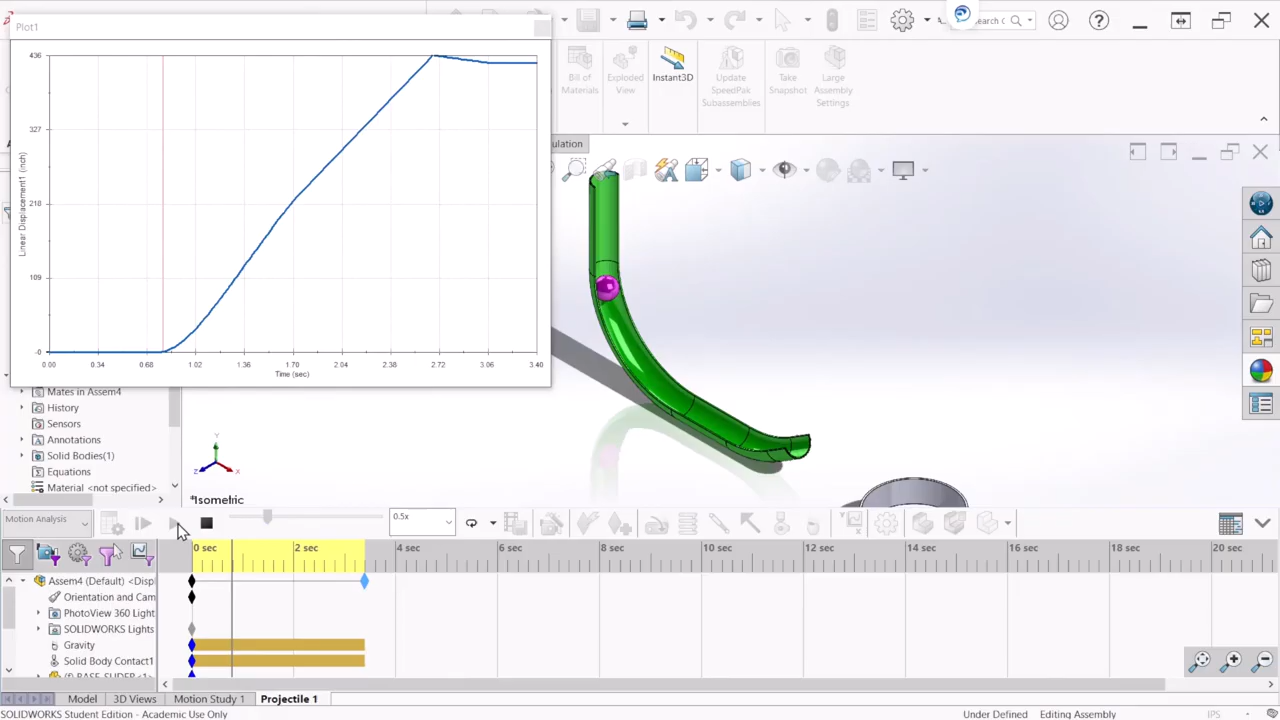 Plot1
earch
436
327
218
109
-0
Linear Displacement1 (inch)
0.00 0.34 0.68 1.02 1.36 1.70 2.04 2.38 2.72 3.06 3.40
Time (sec)
Bill of
Materials
Exploded
View
Instant3D
Update
SpeedPak
Subassemblies
Take
Snapshot
Large
Assembly
Settings
ulation
Mates in Assem4
History
Sensors
Annotations
Solid Bodies(1)
Equations
Material <not specified>
Y
Z
X
*Isometric
Motion Analysis
0.5x
0 sec 2 sec 4 sec 6 sec 8 sec 10 sec 12 sec 14 sec 16 sec 18 sec 20 sec
Assem4 (Default) <Displ
Orientation and Cam
PhotoView 360 Light
SOLIDWORKS Lights
Gravity
Solid Body Contact1
(f) BASE-SLIDER<1>
Model 3D Views Motion Study 1 Projectile 1
SOLIDWORKS Student Edition - Academic Use Only
Under Defined Editing Assembly IPS